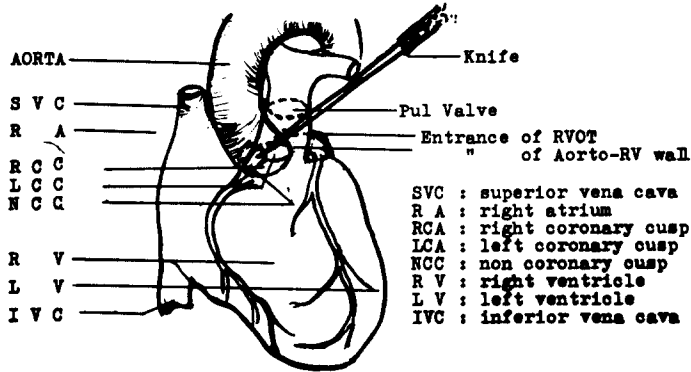 AORTA
S V C
R A
R C C
L C C
N C C
R V
L V
I V C
Knife
Pul Valve
Entrance of RVOT
" of Aorto-RV wall
SVC : superior vena cava
R A : right atrium
RCA : right coronary cusp
LCA : left coronary cusp
NCC : non coronary cusp
R V : right ventricle
L V : left ventricle
IVC : inferior vena cava